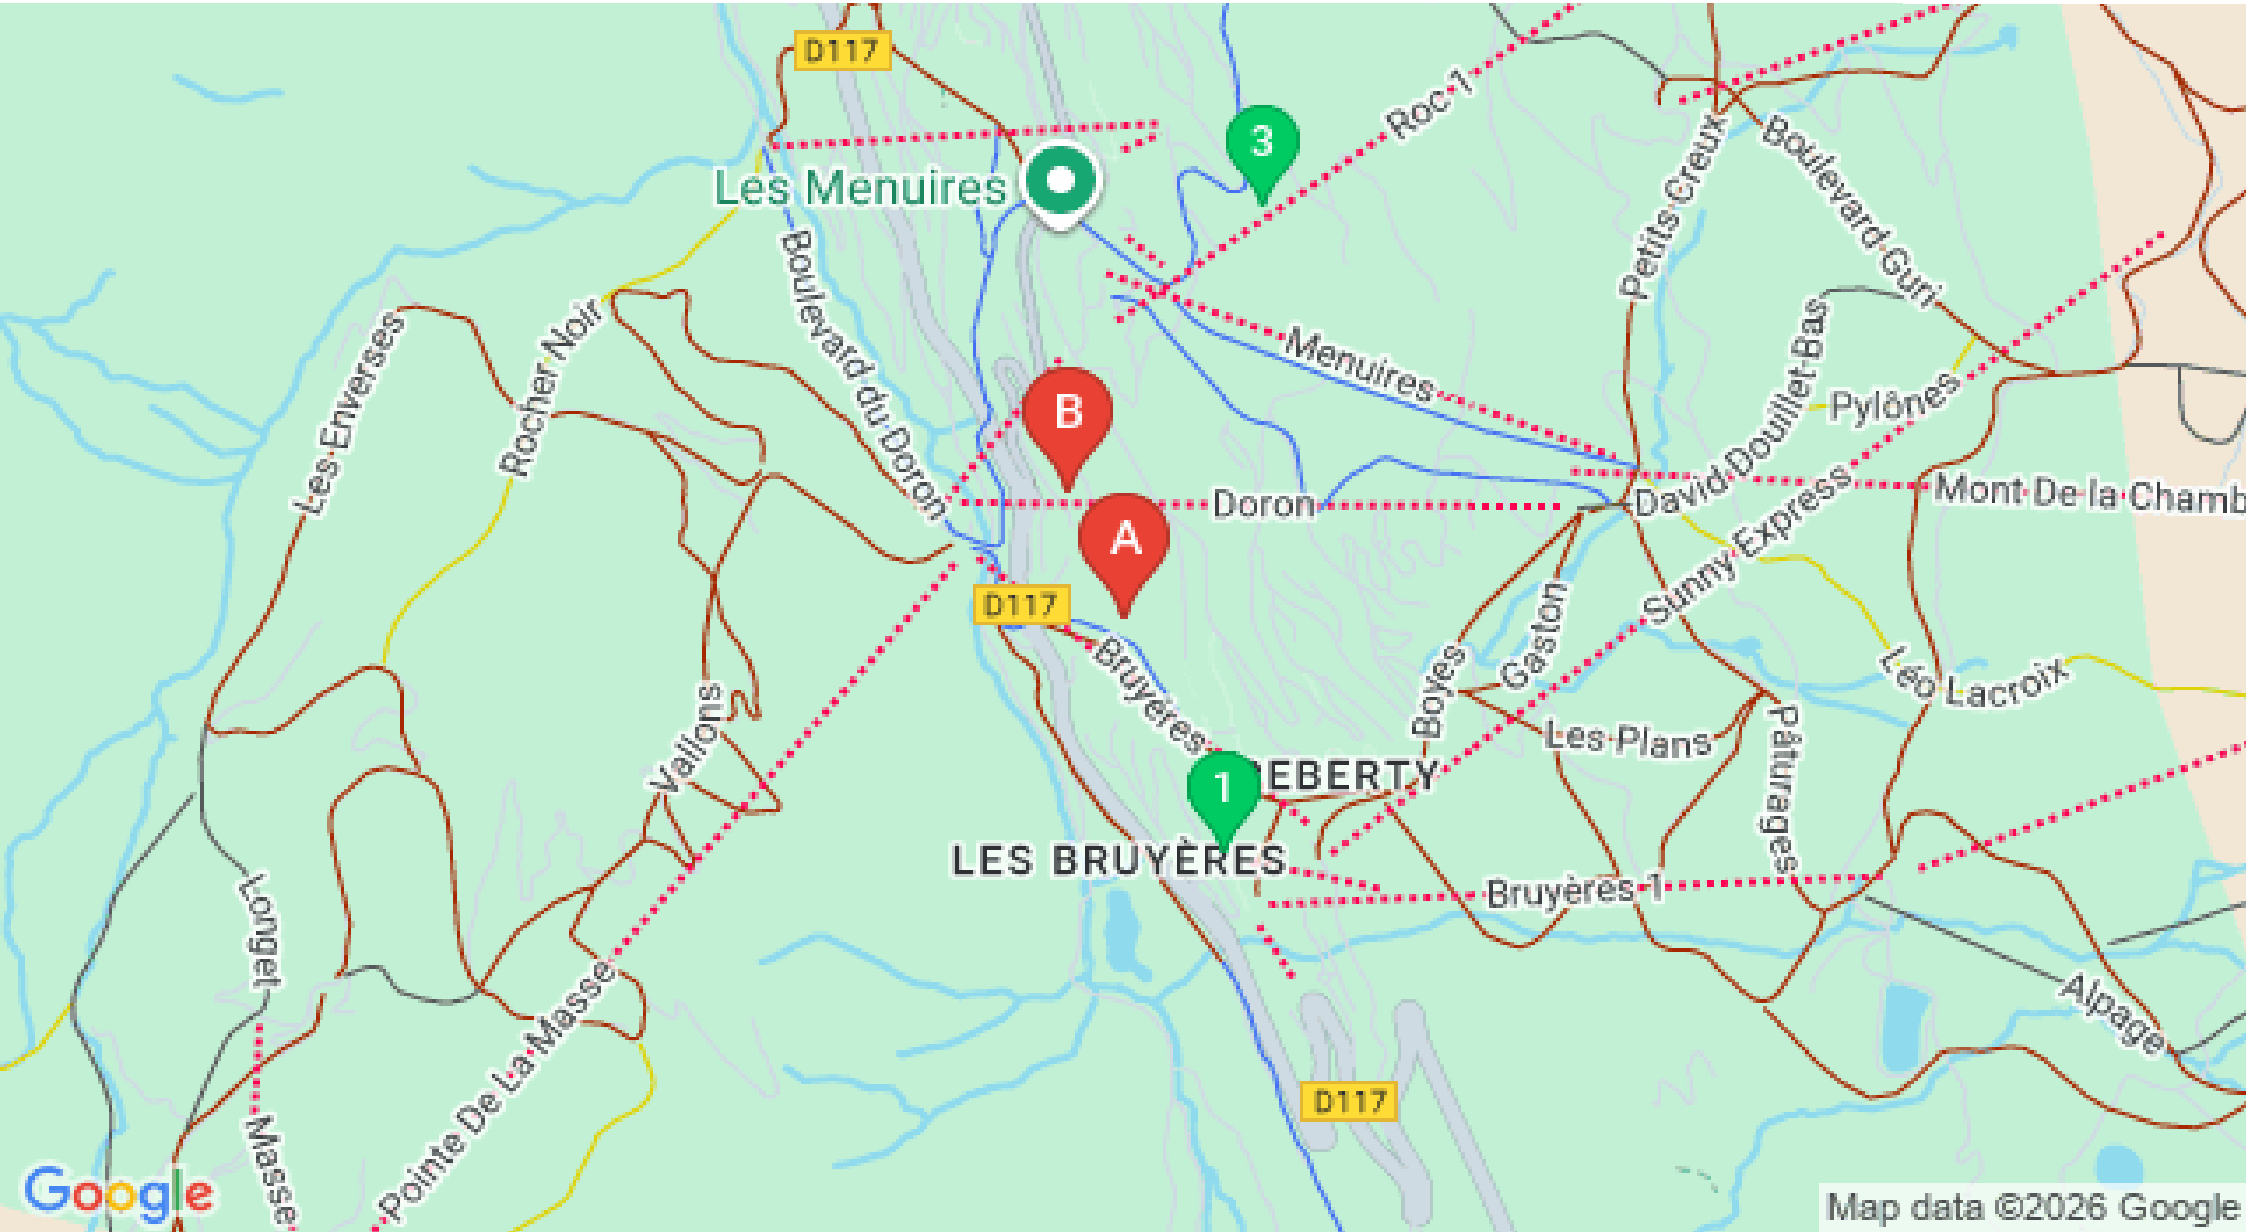 D117
Roc 1
3
Les Menuires
Petits Creux
Boulevard Guri
Boulevard du Doron
Les Enverses
Rocher Noir
Menuires
David Douillet Bas
Pylônes
B
Doron
Mont De la Chamb
A
Sunny Express
D117
Bruyères
Gaston
Boyes
Léo Lacroix
Vallons
Les Plans
Pâturages
1
EBERTY
LES BRUYÈRES
Bruyères 1
Longet
Alpage
Pointe De La Masse
D117
Masse
Google
Map data ©2026 Google